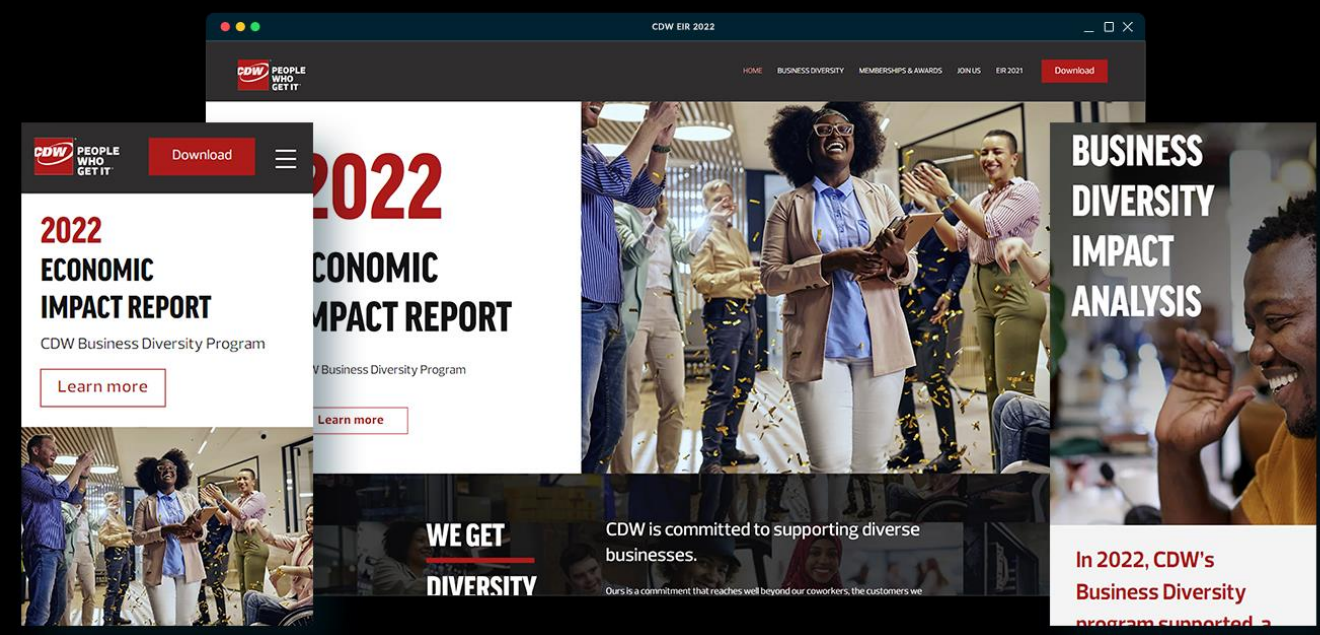 CDW EIR 2022
CDW PEOPLE
WHO
GET IT
HOME BUSINESS DIVERSITY MEMBERSHIPS & AWARDS JOIN US EIR 2021 Download
2022
CONOMIC
MPACT REPORT
Business Diversity Program
Learn more
WE GET
DIVERSITY
CDW is committed to supporting diverse
businesses.
Ours is a commitment that reaches well beyond our coworkers, the customers we
CDW PEOPLE
WHO
GET IT
Download
2022
ECONOMIC
IMPACT REPORT
CDW Business Diversity Program
Learn more
BUSINESS
DIVERSITY
IMPACT
ANALYSIS
In 2022, CDW's
Business Diversity
program supported a